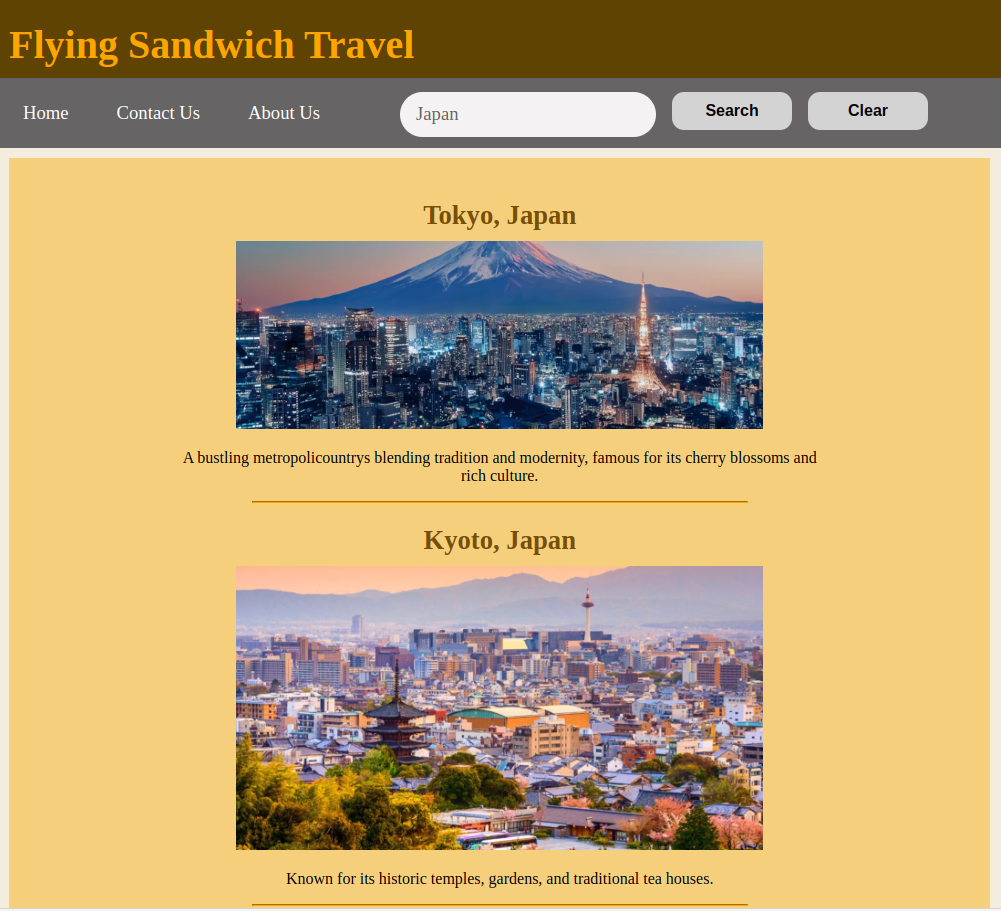 Flying Sandwich Travel
Home Contact Us About Us Japan Search Clear
Tokyo, Japan
A bustling metropolicountrys blending tradition and modernity, famous for its cherry blossoms and
rich culture.
Kyoto, Japan
Known for its historic temples, gardens, and traditional tea houses.